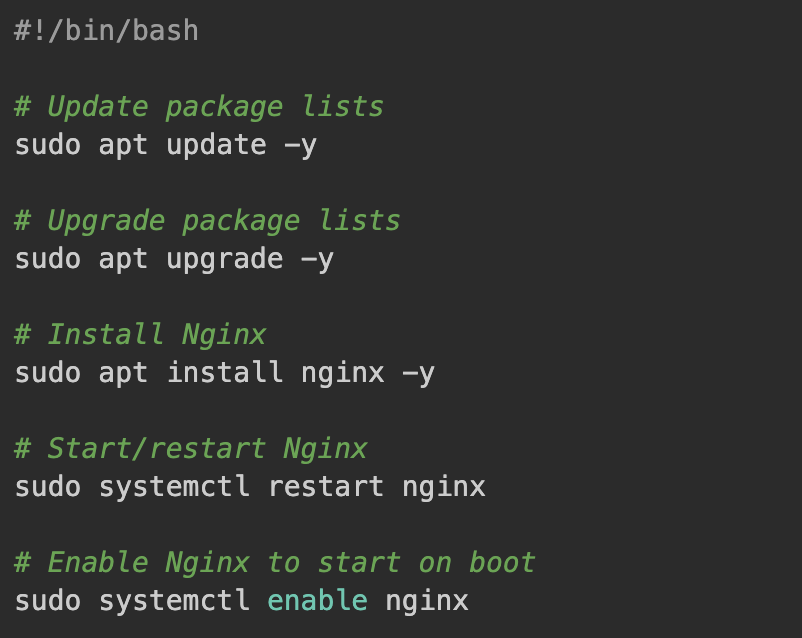 #!/bin/bash
# Update package lists
sudo apt update -y
# Upgrade package lists
sudo apt upgrade -y
# Install Nginx
sudo apt install nginx -y
# Start/restart Nginx
sudo systemctl restart nginx
# Enable Nginx to start on boot
sudo systemctl enable nginx